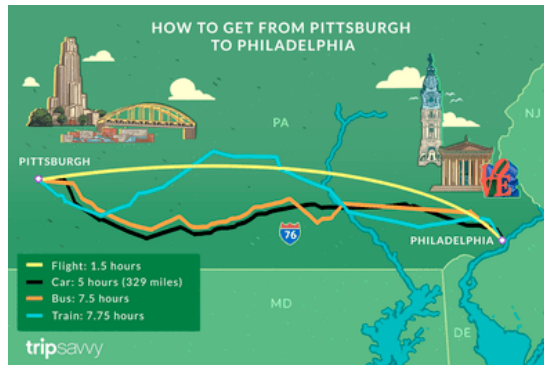 HOW TO GET FROM PITTSBURGH
TO PHILADELPHIA
PA
NJ
PITTSBURGH
LOVE
76
PHILADELPHIA
Flight: 1.5 hours
Car: 5 hours (329 miles)
Bus: 7.5 hours
Train: 7.75 hours
MD
DE
tripsavvy